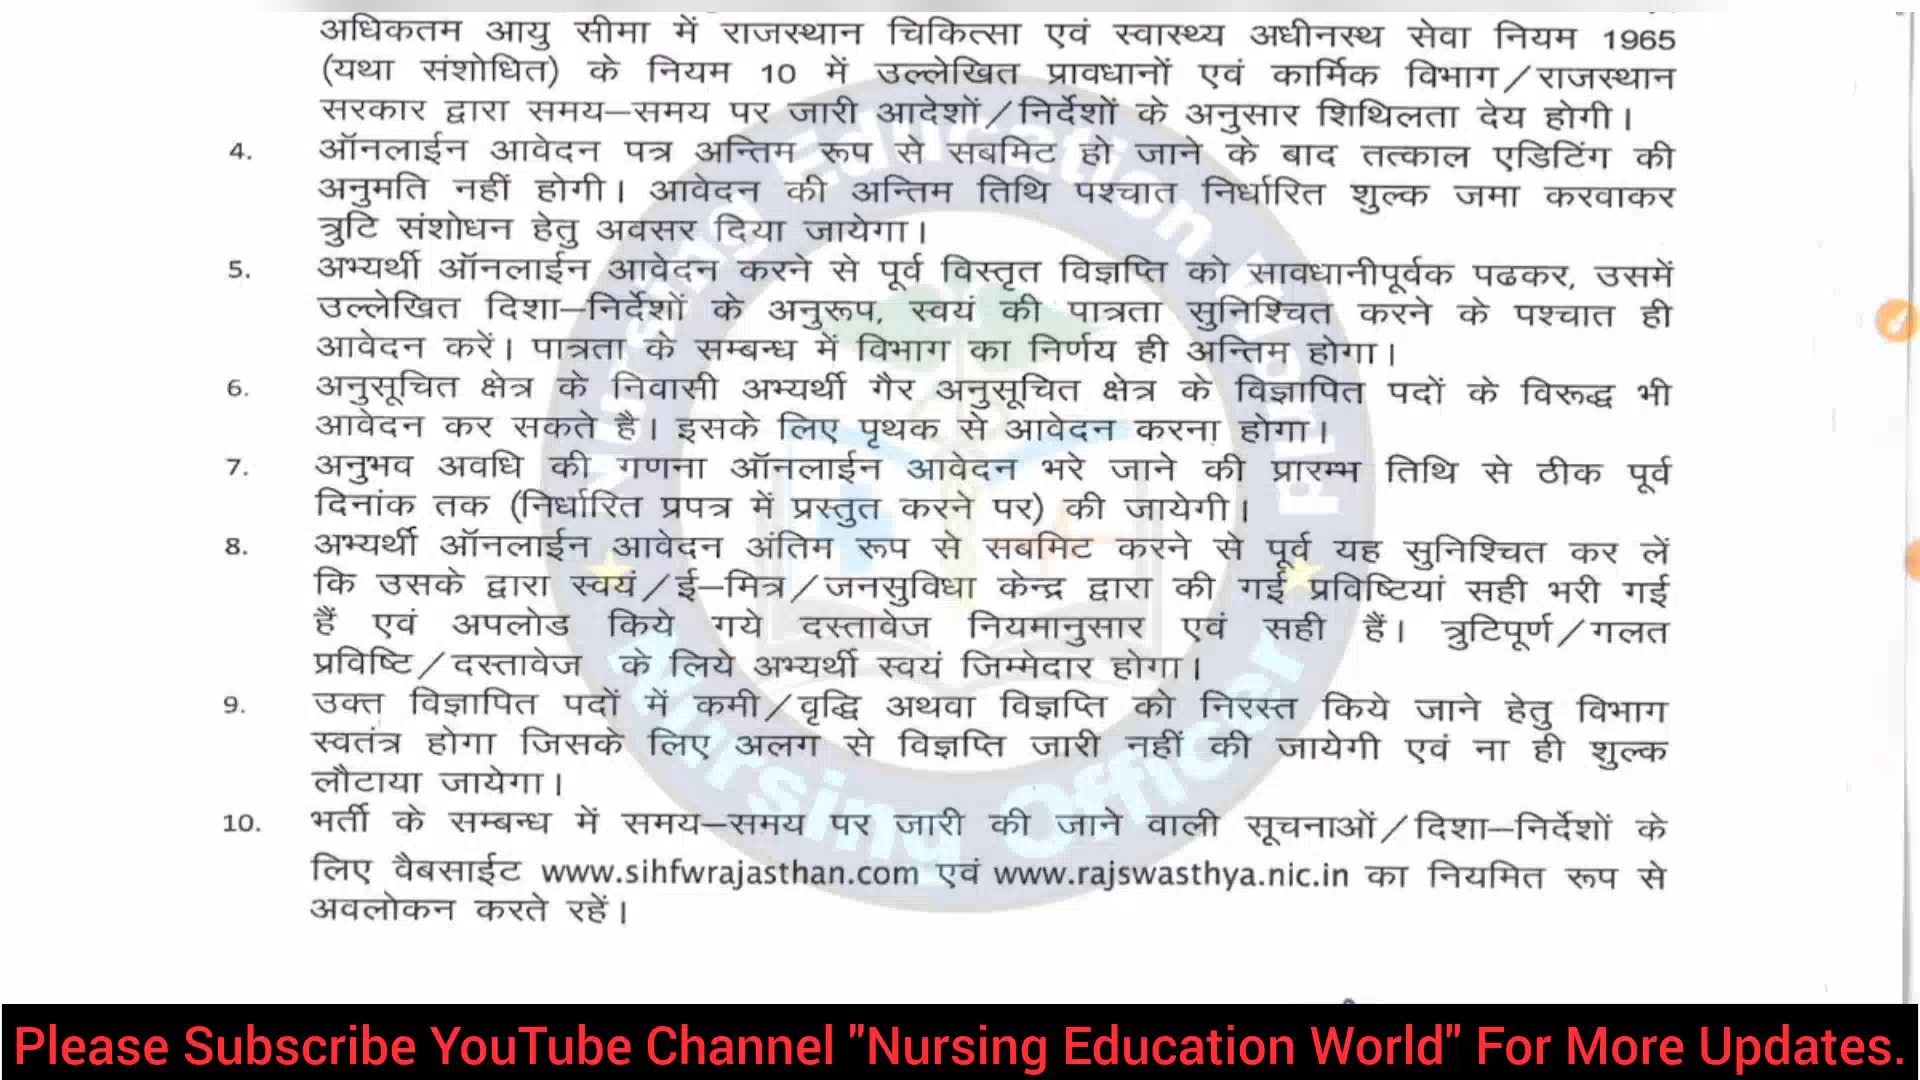 अधिकतम आयु सीमा में राजस्थान चिकित्सा एवं स्वास्थ्य अधीनस्थ सेवा नियम 1965
(यथा संशोधित) के नियम 10 में उल्लेखित प्रावधानों एवं कार्मिक विभाग/राजस्थान
सरकार द्वारा समय–समय पर जारी आदेशों/निर्देशों के अनुसार शिथिलता देय होगी।
4. ऑनलाईन आवेदन पत्र अन्तिम रूप से सबमिट हो जाने के बाद तत्काल एडिटिंग की
अनुमति नहीं होगी। आवेदन की अन्तिम तिथि पश्चात निर्धारित शुल्क जमा करवाकर
त्रुटि संशोधन हेतु अवसर दिया जायेगा।
5. अभ्यर्थी ऑनलाईन आवेदन करने से पूर्व विस्तृत विज्ञप्ति को सावधानीपूर्वक पढकर, उसमें
उल्लेखित दिशा–निर्देशों के अनुरूप, स्वयं की पात्रता सुनिश्चित करने के पश्चात ही
आवेदन करें। पात्रता के सम्बन्ध में विभाग का निर्णय ही अन्तिम होगा।
6. अनुसूचित क्षेत्र के निवासी अभ्यर्थी गैर अनुसूचित क्षेत्र के विज्ञापित पदों के विरूद्ध भी
आवेदन कर सकते है। इसके लिए पृथक से आवेदन करना होगा।
7. अनुभव अवधि की गणना ऑनलाईन आवेदन भरे जाने की प्रारम्भ तिथि से ठीक पूर्व
दिनांक तक (निर्धारित प्रपत्र में प्रस्तुत करने पर) की जायेगी।
8. अभ्यर्थी ऑनलाईन आवेदन अंतिम रूप से सबमिट करने से पूर्व यह सुनिश्चित कर लें
कि उसके द्वारा स्वयं/ई–मित्र/जनसुविधा केन्द्र द्वारा की गई प्रविष्टियां सही भरी गई
हैं एवं अपलोड किये गये दस्तावेज नियमानुसार एवं सही हैं। त्रुटिपूर्ण/गलत
प्रविष्टि/दस्तावेज के लिये अभ्यर्थी स्वयं जिम्मेदार होगा।
9. उक्त विज्ञापित पदों में कमी/वृद्धि अथवा विज्ञप्ति को निरस्त किये जाने हेतु विभाग
स्वतंत्र होगा जिसके लिए अलग से विज्ञप्ति जारी नहीं की जायेगी एवं ना ही शुल्क
लौटाया जायेगा।
10. भर्ती के सम्बन्ध में समय–समय पर जारी की जाने वाली सूचनाओं/दिशा–निर्देशों के
लिए वैबसाईट www.sihfwrajasthan.com एवं www.rajswasthya.nic.in का नियमित रूप से
अवलोकन करते रहें।
Nursing Education World
Nursing Officer
Please Subscribe YouTube Channel "Nursing Education World" For More Updates.